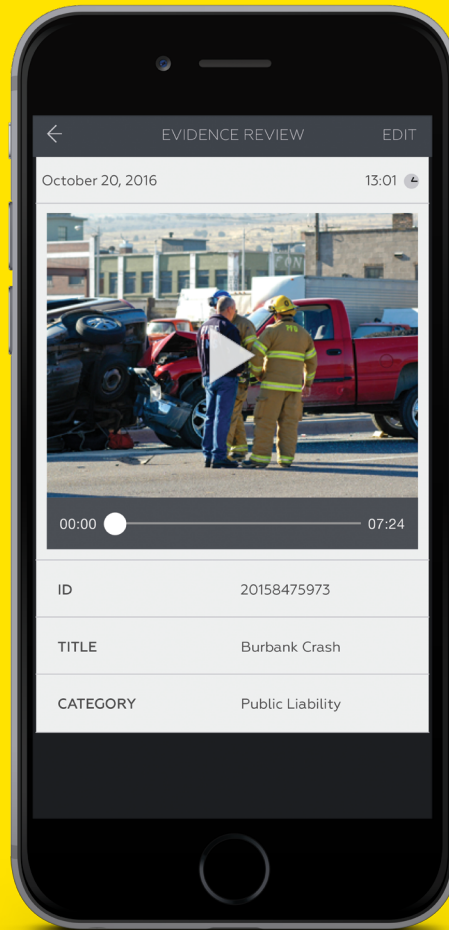 EVIDENCE REVIEW EDIT
October 20, 2016 13:01
00:00 07:24
ID 20158475973
TITLE Burbank Crash
CATEGORY Public Liability